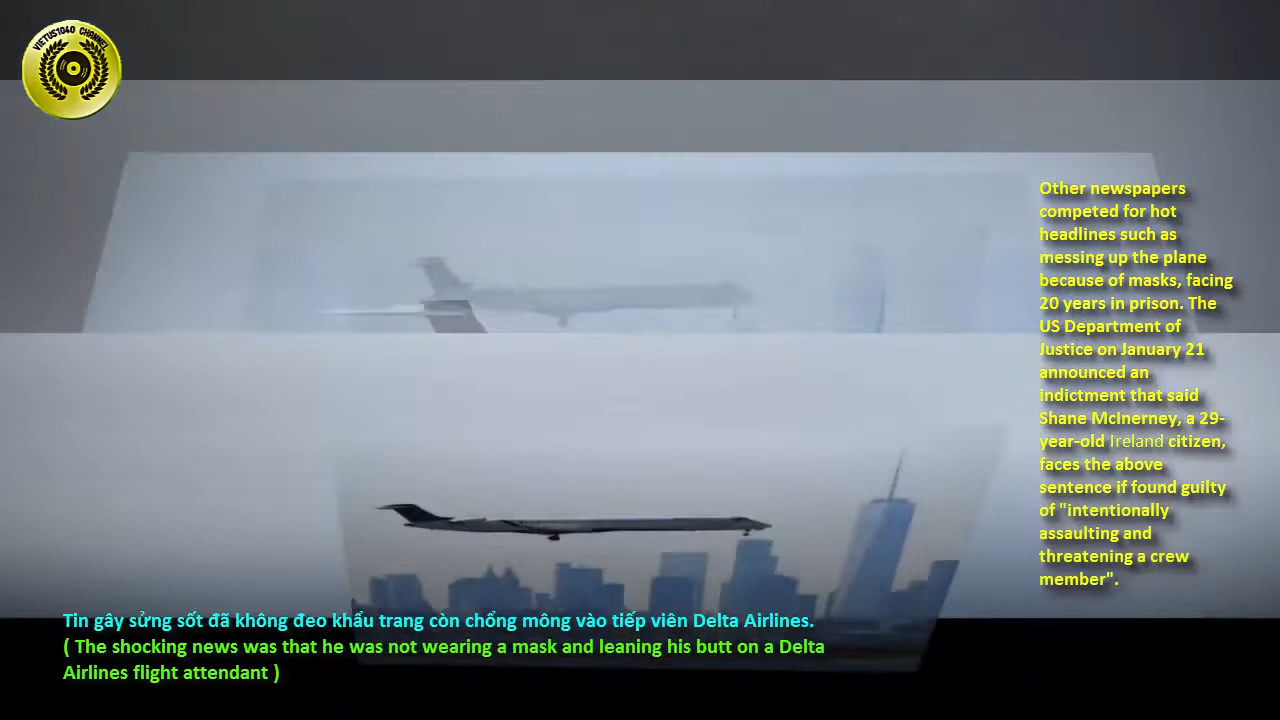 VIETUS1040 CHANNEL
Other newspapers
competed for hot
headlines such as
messing up the plane
because of masks, facing
20 years in prison. The
US Department of
Justice on January 21
announced an
indictment that said
Shane McInerney, a 29-
year-old Ireland citizen,
faces the above
sentence if found guilty
of "intentionally
assaulting and
threatening a crew
member".
Tin gây sửng sốt đã không đeo khẩu trang còn chổng mông vào tiếp viên Delta Airlines.
( The shocking news was that he was not wearing a mask and leaning his butt on a Delta
Airlines flight attendant )